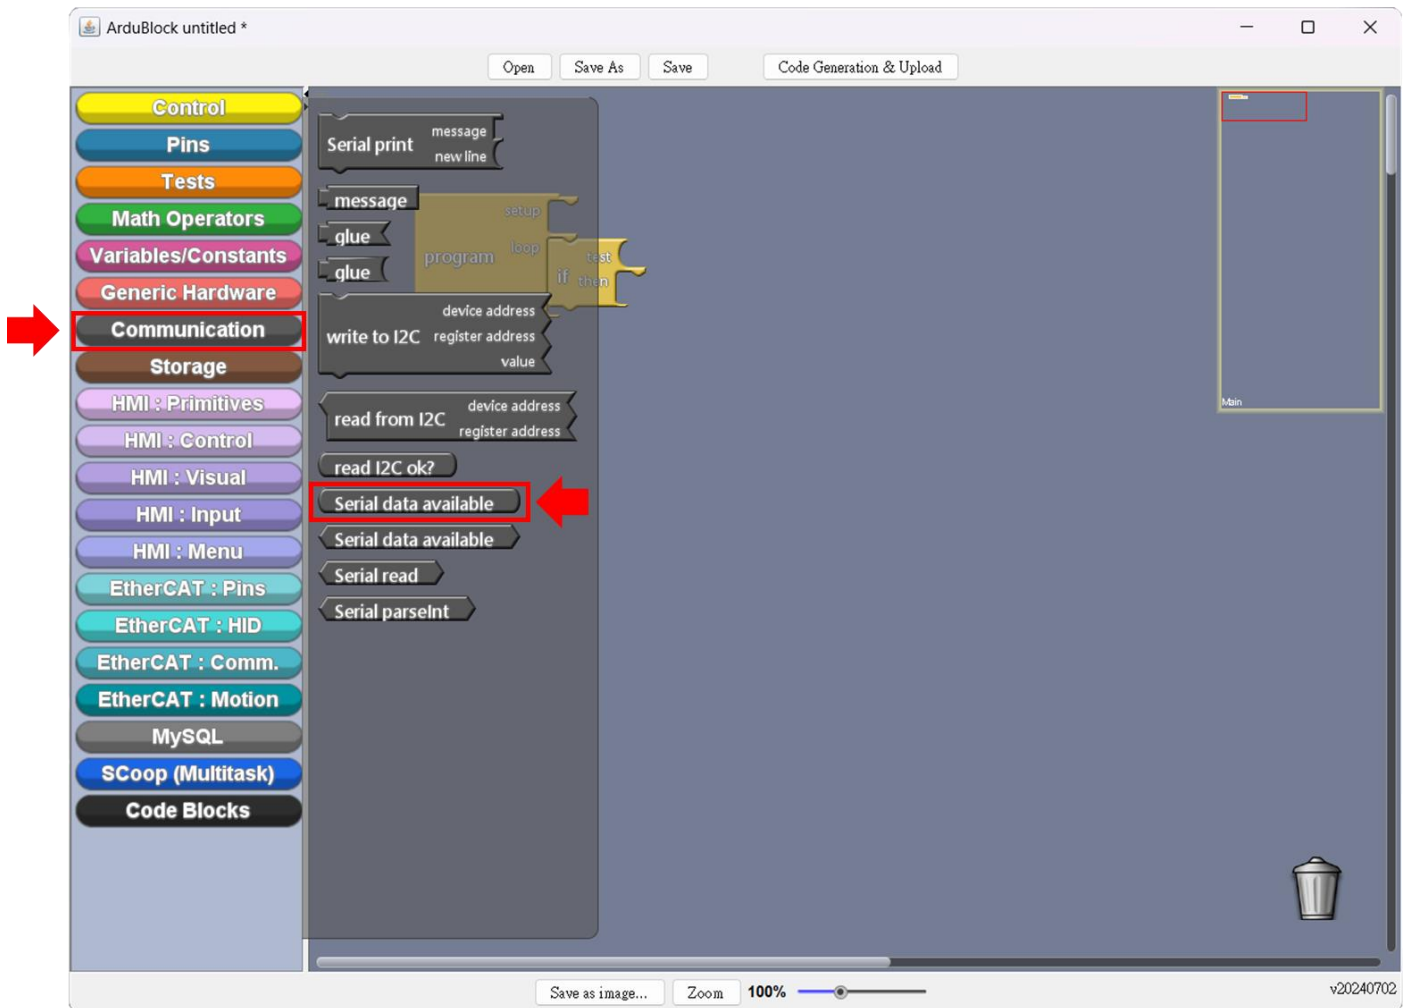 ArduBlock untitled *
Open Save As Save Code Generation & Upload
Control
Pins
Tests
Math Operators
Variables/Constants
Generic Hardware
Communication
Storage
HMI : Primitives
HMI : Control
HMI : Visual
HMI : Input
HMI : Menu
EtherCAT : Pins
EtherCAT : HID
EtherCAT : Comm.
EtherCAT : Motion
MySQL
SCoop (Multitask)
Code Blocks
Serial print message
new line
message
glue
glue
write to I2C device address
register address
value
read from I2C device address
register address
read I2C ok?
Serial data available
Serial data available
Serial read
Serial parseInt
program setup
loop
if test
then
Main
Save as image... Zoom 100%
v20240702